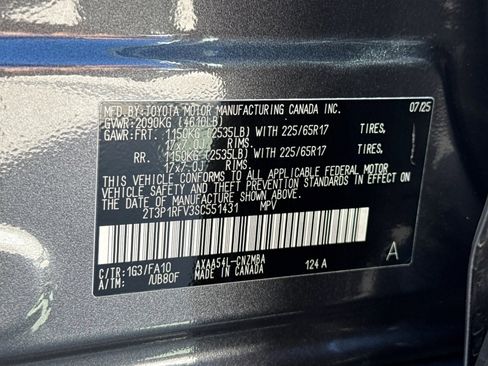 MFD.BY:TOYOTA MOTOR MANUFACTURING CANADA INC. 07/25
GVWR:2090KG (4610LB)
GAWR:FRT. 1150KG (2535LB) WITH 225/65R17 TIRES,
17x7.0J RIMS.
RR. 1150KG (2535LB) WITH 225/65R17 TIRES,
17x7.0J RIMS.
THIS VEHICLE CONFORMS TO ALL APPLICABLE FEDERAL MOTOR
VEHICLE SAFETY AND BUMPER STANDARDS IN EFFECT ON THE
DATE OF MANUFACTURE SHOWN ABOVE.
2T3P1RFV3SC551431 MPV
C/TR:1G3/FA10 AXAA54L-CNZMBA A
A/TM: /UB80F MADE IN CANADA 124 A